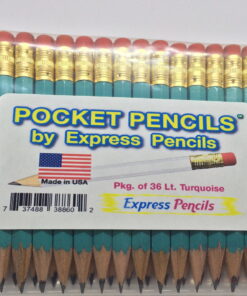 POCKET PENCILS™
by Express Pencils
Made in USA
Pkg. of 36 Lt. Turquoise
Express Pencils
7 37488 38860 2